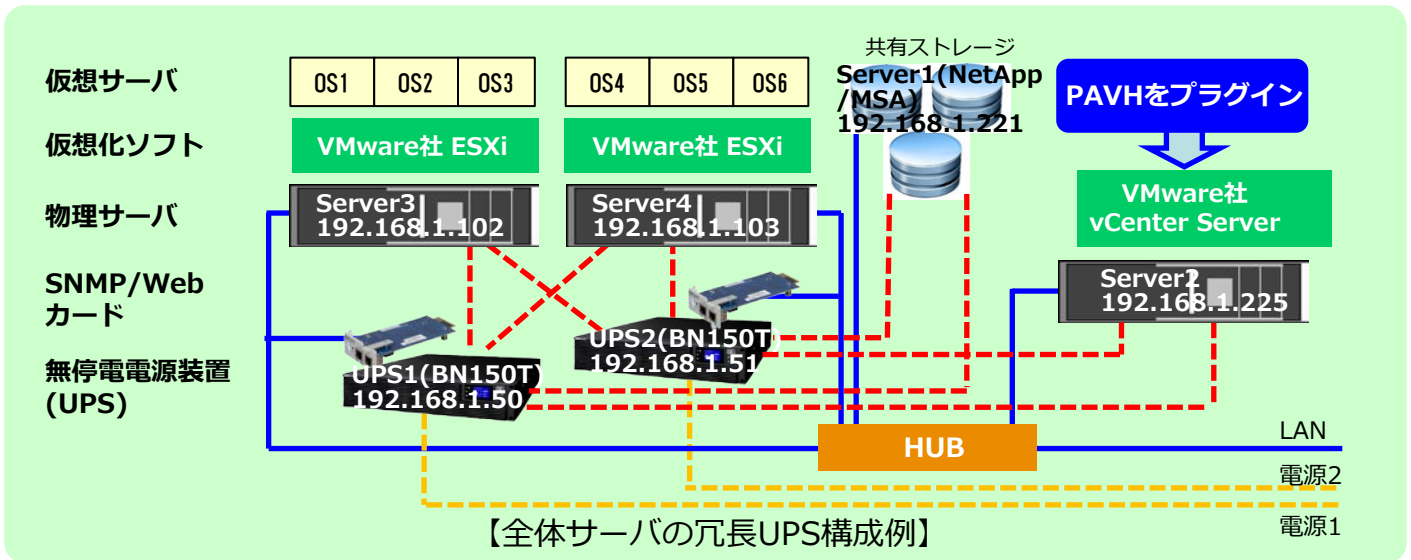 共有ストレージ
仮想サーバ
OS1 OS2 OS3
OS4 OS5 OS6
Server1(NetApp
/MSA)
192.168.1.221
PAVHをプラグイン
仮想化ソフト
VMware社 ESXi
VMware社 ESXi
物理サーバ
Server3
192.168.1.102
Server4
192.168.1.103
VMware社
vCenter Server
SNMP/Web
カード
Server2
192.168.1.225
無停電電源装置
(UPS)
UPS1(BN150T)
192.168.1.50
UPS2(BN150T)
192.168.1.51
HUB
LAN
電源2
電源1
【全体サーバの冗長UPS構成例】